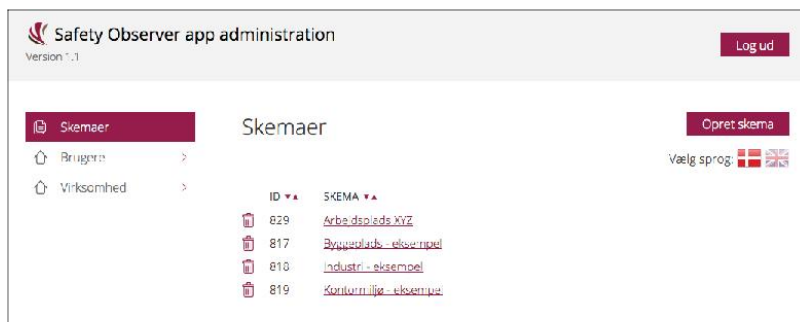 Safety Observer app administration
Version 1.1
Log ud
Skemaer
Brugere
Virksomhed
Skemaer
Opret skema
Vælg sprog:
ID SKEMA
829 Arbejdsplads XYZ
817 Byggeplads - eksempel
818 Industri - eksempel
819 Kontormiljø - eksempel